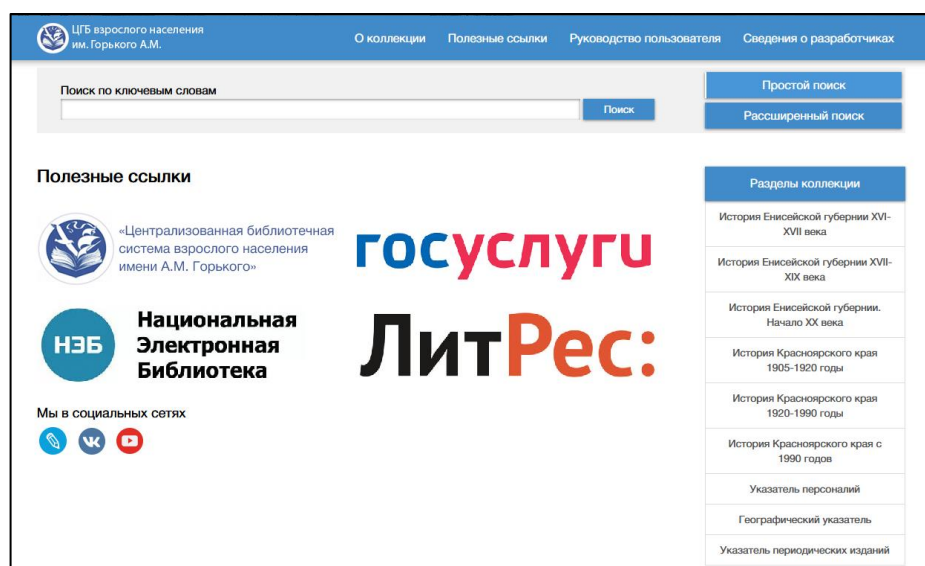 ЦГБ взрослого населения
им. Горького А.М.
О коллекции Полезные ссылки Руководство пользователя Сведения о разработчиках
Поиск по ключевым словам
Поиск
Простой поиск
Рассширенный поиск
Полезные ссылки
«Централизованная библиотечная
система взрослого населения
имени А.М. Горького»
госуслуги
НЭБ
Национальная
Электронная
Библиотека
ЛитРес:
Мы в социальных сетях
Разделы коллекции
История Енисейской губернии XVI-
XVII века
История Енисейской губернии XVII-
XIX века
История Енисейской губернии.
Начало XX века
История Красноярского края
1905-1920 годы
История Красноярского края
1920-1990 годы
История Красноярского края с
1990 годов
Указатель персоналий
Географический указатель
Указатель периодических изданий